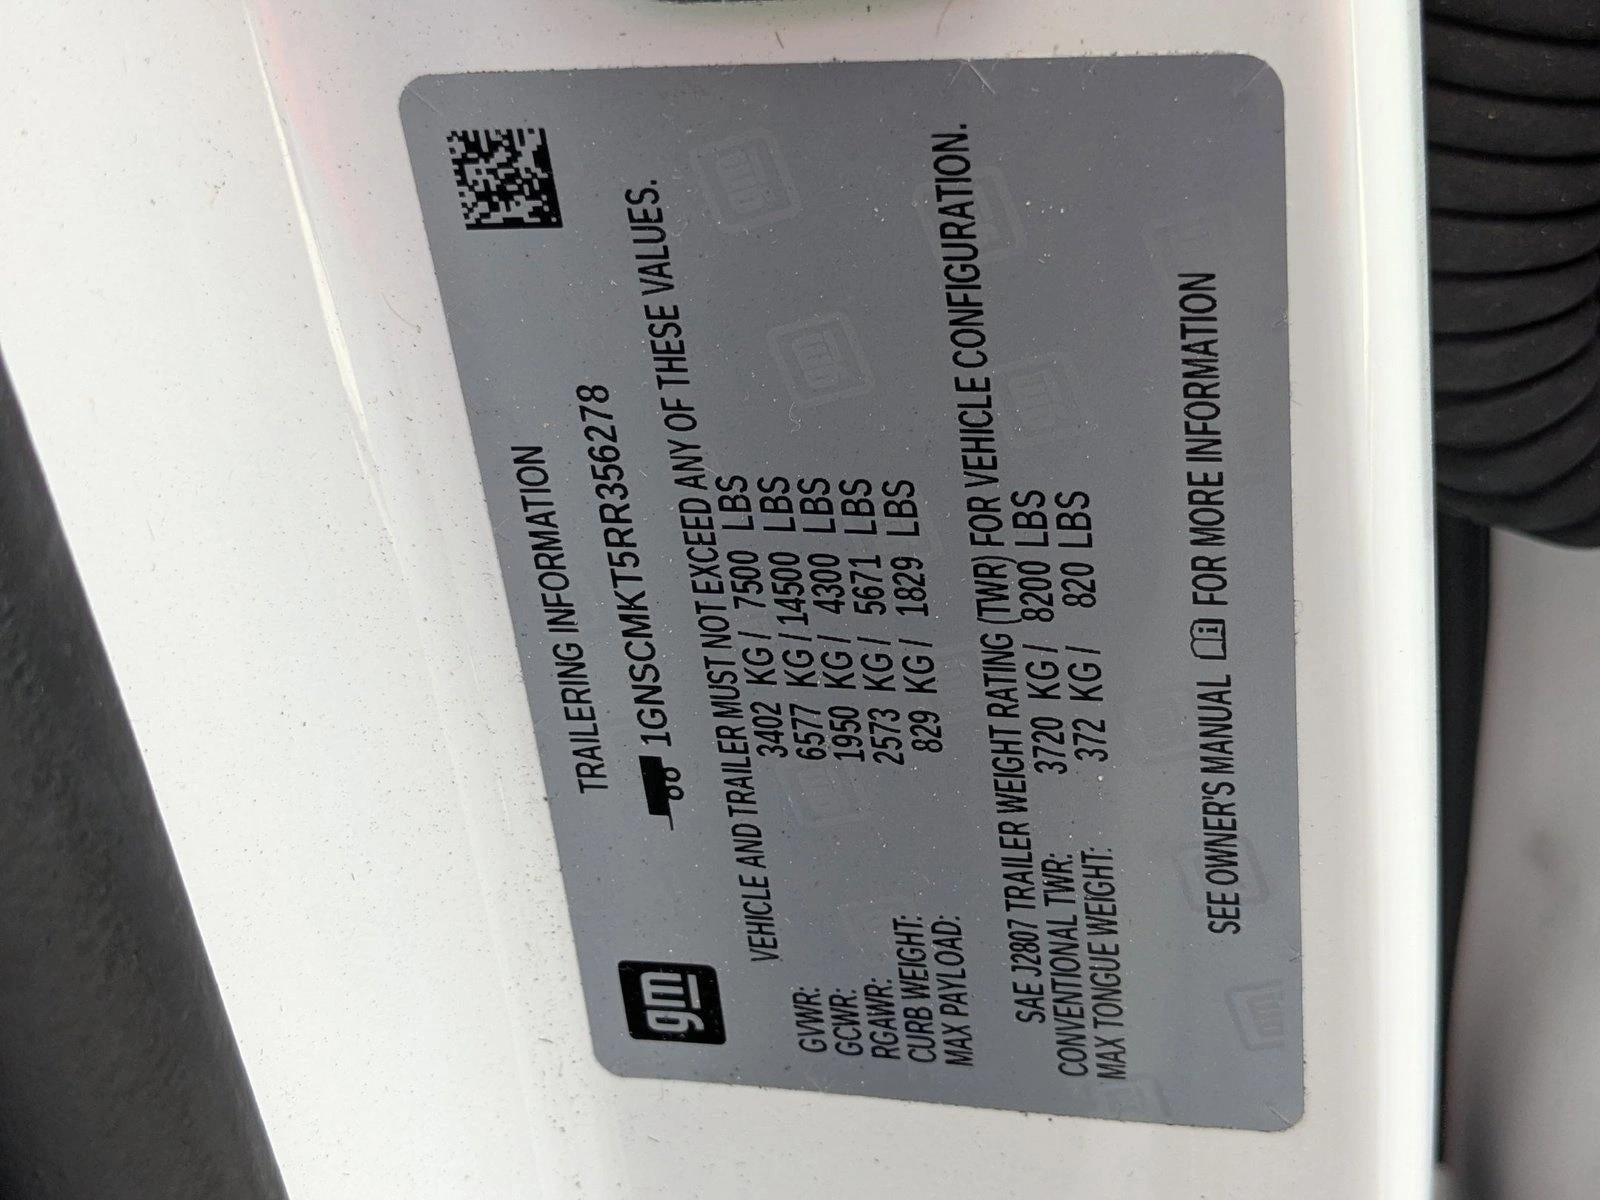 gm
TRAILERING INFORMATION
1GNSCMKT5RR356278
VEHICLE AND TRAILER MUST NOT EXCEED ANY OF THESE VALUES.
GVWR: 3402 KG / 7500 LBS
GCWR: 6577 KG / 14500 LBS
RGAWR: 1950 KG / 4300 LBS
CURB WEIGHT: 2573 KG / 5671 LBS
MAX PAYLOAD: 829 KG / 1829 LBS
SAE J2807 TRAILER WEIGHT RATING (TWR) FOR VEHICLE CONFIGURATION.
CONVENTIONAL TWR: 3720 KG / 8200 LBS
MAX TONGUE WEIGHT: 372 KG / 820 LBS
SEE OWNER'S MANUAL FOR MORE INFORMATION